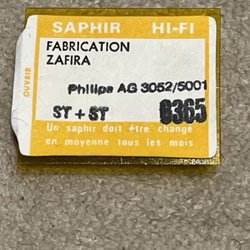 SAPHIR HI-FI
FABRICATION
ZAFIRA
OUVRIR
Philips AG 3052/5001
ST + ST 8365
Un saphir doit être changé
en moyenne tous les mois